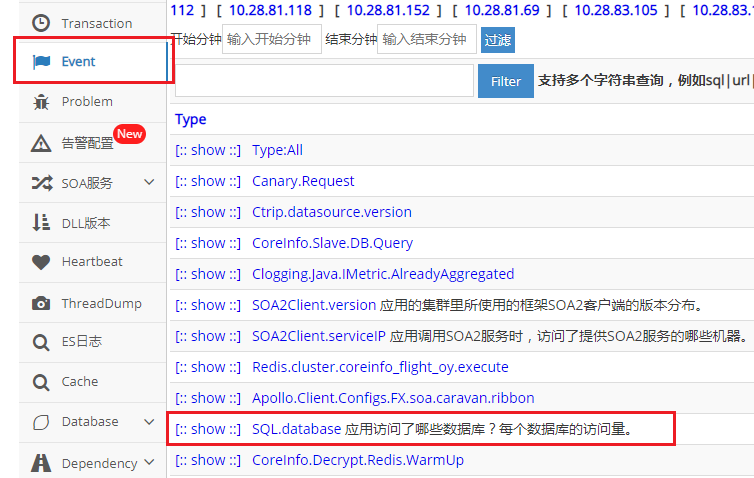 112 ] [ 10.28.81.118 ] [ 10.28.81.152 ] [ 10.28.81.69 ] [ 10.28.83.105 ] [ 10.28.83.1
开始分钟 输入开始分钟 结束分钟 输入结束分钟 过滤
Filter 支持多个字符串查询，例如sql|url|
Transaction
Event
Problem
告警配置 New
SOA服务
DLL版本
Heartbeat
ThreadDump
ES日志
Cache
Database
Dependency
Type
[:: show ::] Type:All
[:: show ::] Canary.Request
[:: show ::] Ctrip.datasource.version
[:: show ::] CoreInfo.Slave.DB.Query
[:: show ::] Clogging.Java.IMetric.AlreadyAggregated
[:: show ::] SOA2Client.version 应用的集群里所使用的框架SOA2客户端的版本分布。
[:: show ::] SOA2Client.serviceIP 应用调用SOA2服务时，访问了提供SOA2服务的哪些机器。
[:: show ::] Redis.cluster.coreinfo_flight_oy.execute
[:: show ::] Apollo.Client.Configs.FX.soa.caravan.ribbon
[:: show ::] SQL.database 应用访问了哪些数据库？每个数据库的访问量。
[:: show ::] CoreInfo.Decrypt.Redis.WarmUp